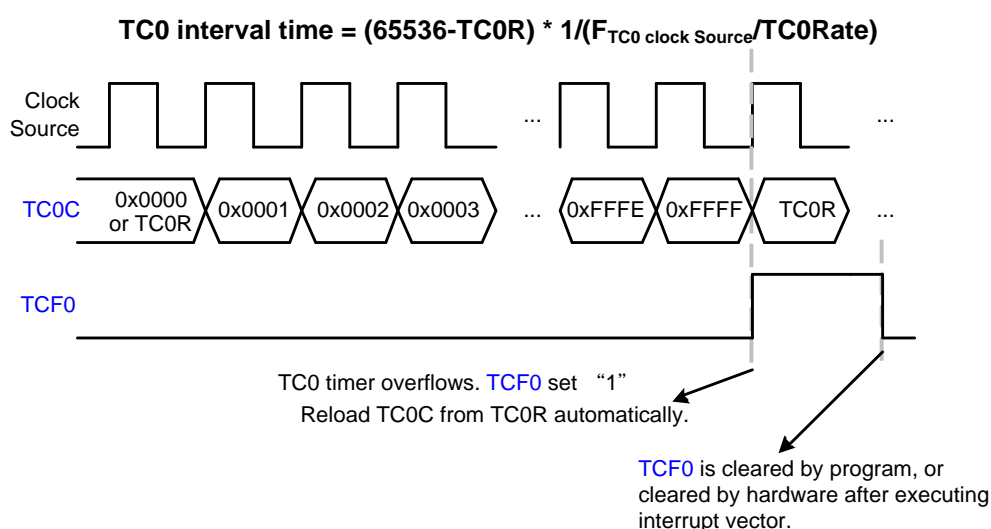 TC0 interval time = (65536-TC0R) * 1/(FTC0 clock Source/TC0Rate)
Clock
Source
...
...
TC0C
0x0000
or TC0R
0x0001
0x0002
0x0003
...
0xFFFE
0xFFFF
TC0R
...
TCF0
TC0 timer overflows. TCF0 set “1”
Reload TC0C from TC0R automatically.
TCF0 is cleared by program, or
cleared by hardware after executing
interrupt vector.